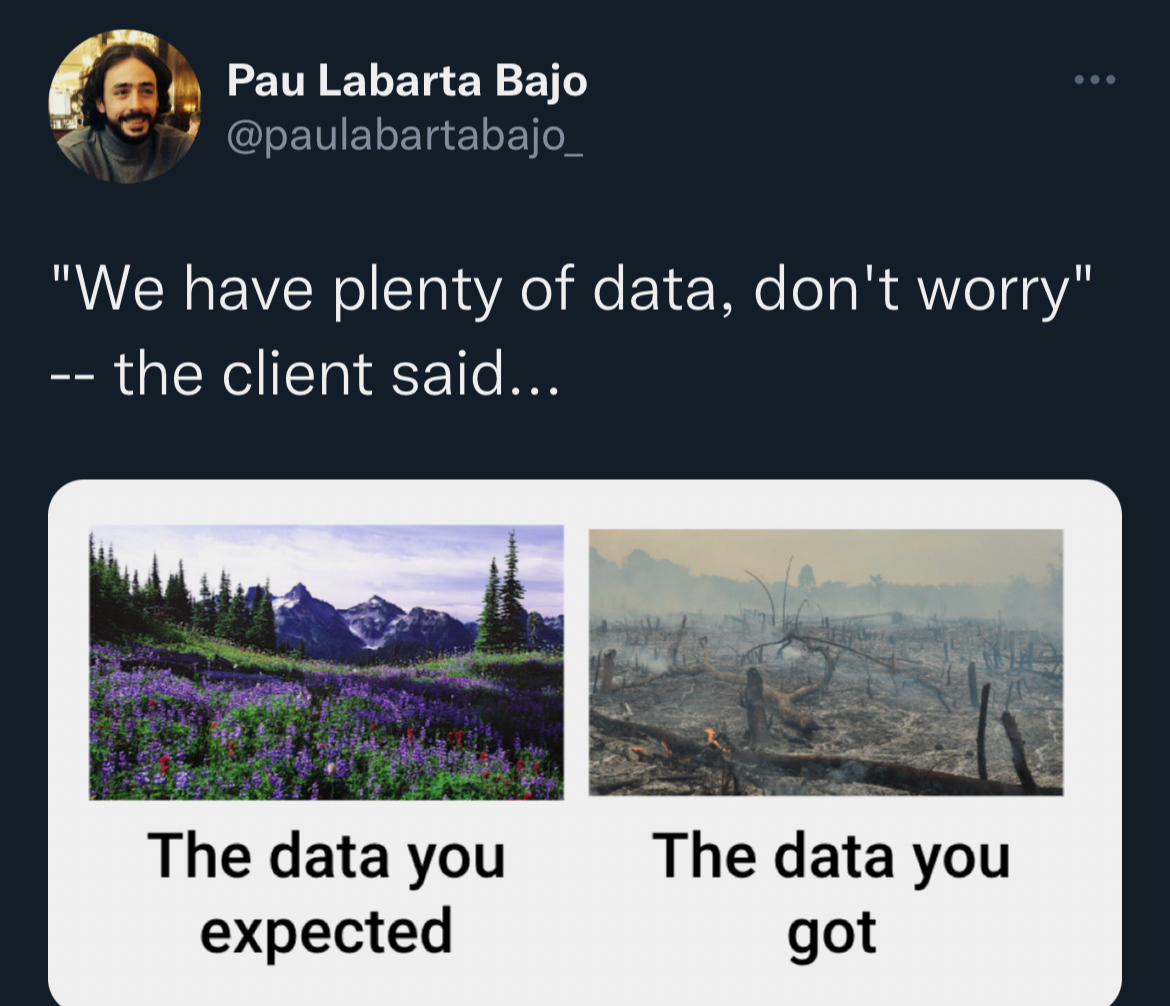 Pau Labarta Bajo
@paulabartabajo_
"We have plenty of data, don't worry"
-- the client said...
The data you
expected
The data you
got